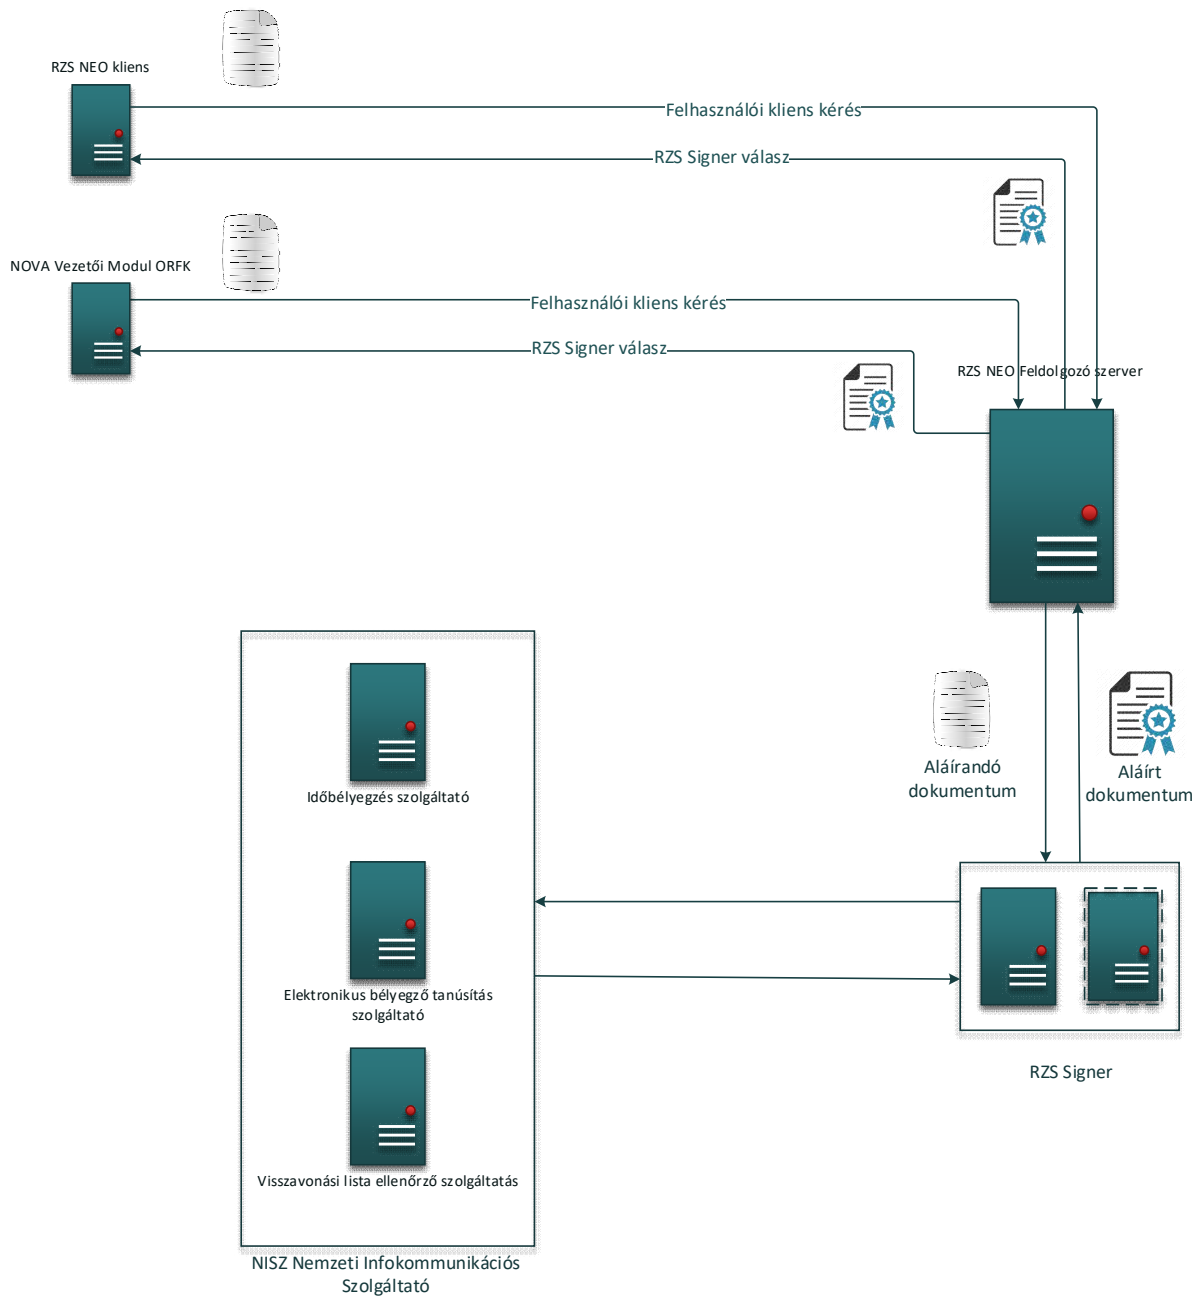 RZS NEO kliens
Felhasználói kliens kérés
RZS Signer válasz
NOVA Vezetői Modul ORFK
Felhasználói kliens kérés
RZS Signer válasz
RZS NEO Feldolgozó szerver
Aláírandó
dokumentum
Aláírt
dokumentum
Időbélyegzés szolgáltató
Elektronikus bélyegző tanúsítás
szolgáltató
RZS Signer
Visszavonási lista ellenőrző szolgáltatás
NISZ Nemzeti Infokommunikációs
Szolgáltató